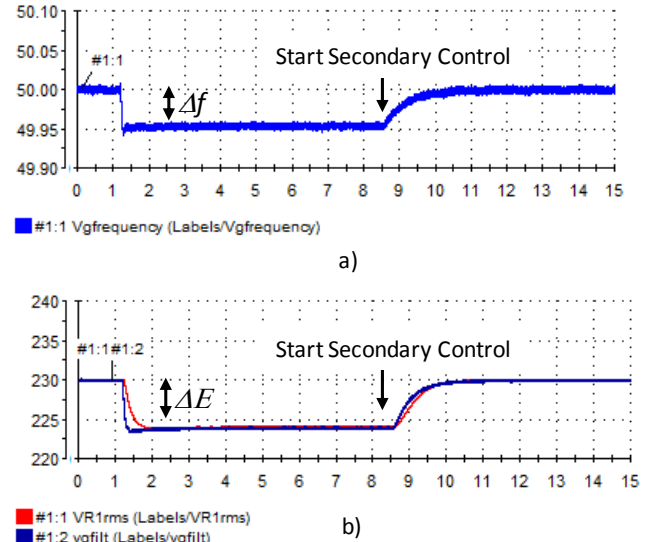 50.10
50.05
50.00
49.95
49.90
#1:1
Δf
Start Secondary Control
0 1 2 3 4 5 6 7 8 9 10 11 12 13 14 15
#1:1 Vgfrequency (Labels/Vgfrequency)
a)
240
235
230
225
220
#1:1 #1:2
ΔE
Start Secondary Control
0 1 2 3 4 5 6 7 8 9 10 11 12 13 14 15
#1:1 VR1rms (Labels/VR1rms)
#1:2 vgfilt (Labels/vgfilt)
b)